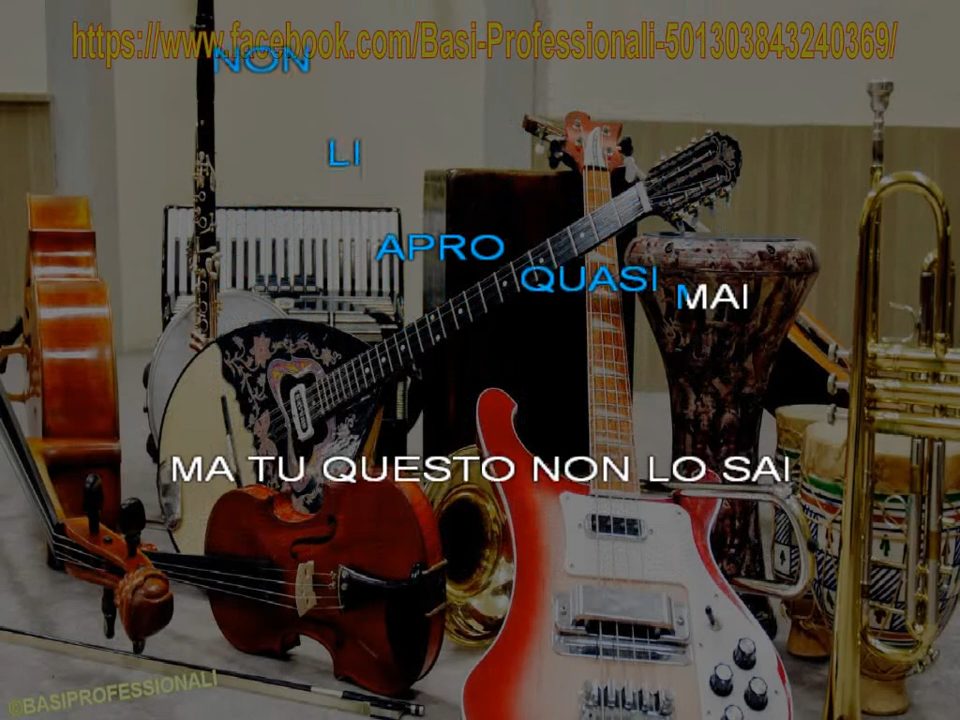 https://www.facebook.com/Basi-Professionali-501303843240369/
NON
LI
APRO
QUASI
MAI
MA TU QUESTO NON LO SAI
©BASIPROFESSIONALI